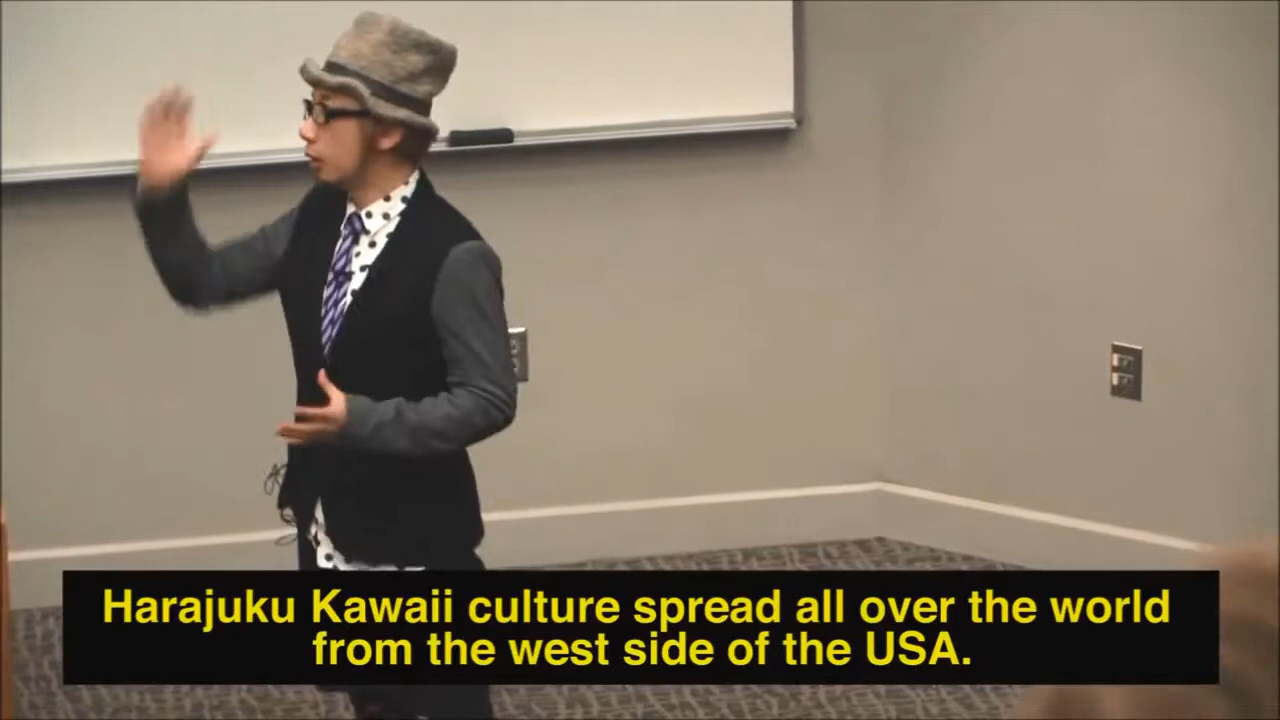 Harajuku Kawaii culture spread all over the world
from the west side of the USA.